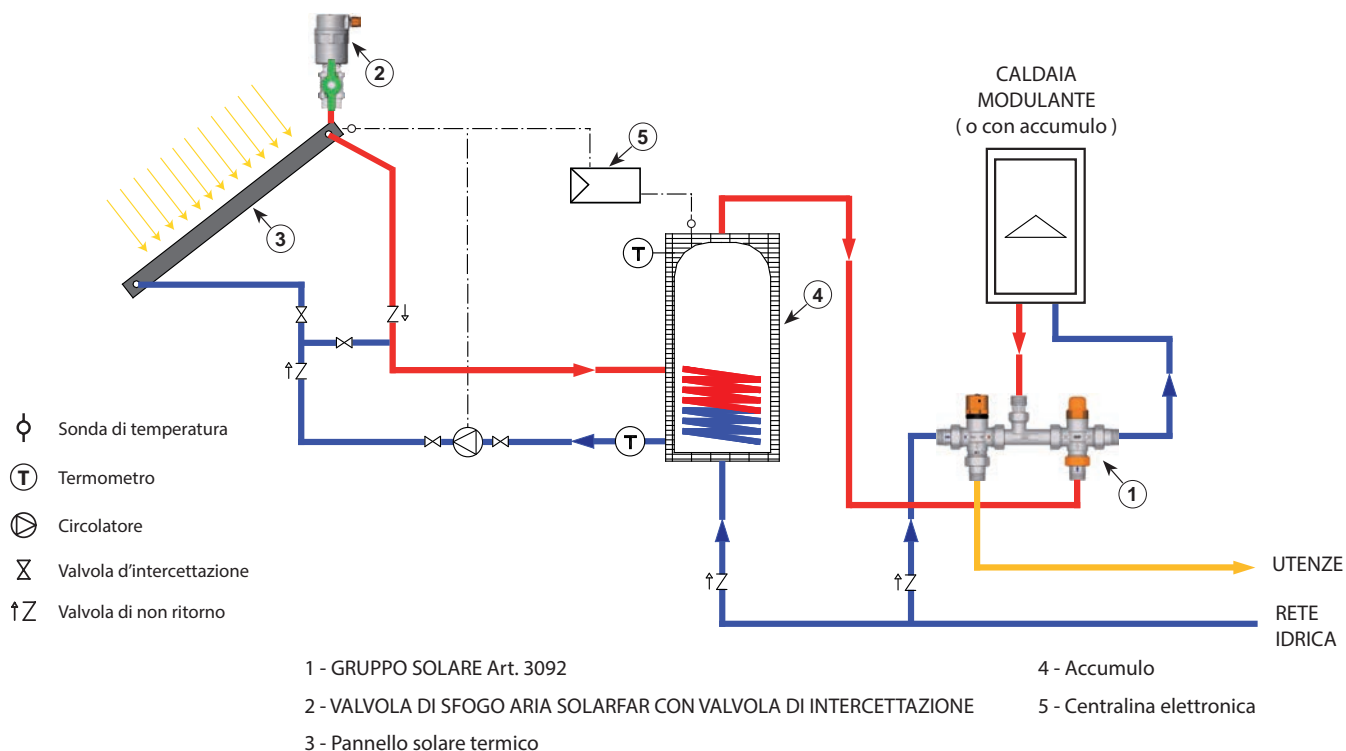 2
CALDAIA
MODULANTE
( o con accumulo )
5
3
T
4
Sonda di temperatura
T
T Termometro
1
Circolatore
UTENZE
Valvola d'intercettazione
RETE
IDRICA
Valvola di non ritorno
1 - GRUPPO SOLARE Art. 3092
4 - Accumulo
2 - VALVOLA DI SFOGO ARIA SOLARFAR CON VALVOLA DI INTERCETTAZIONE
5 - Centralina elettronica
3 - Pannello solare termico